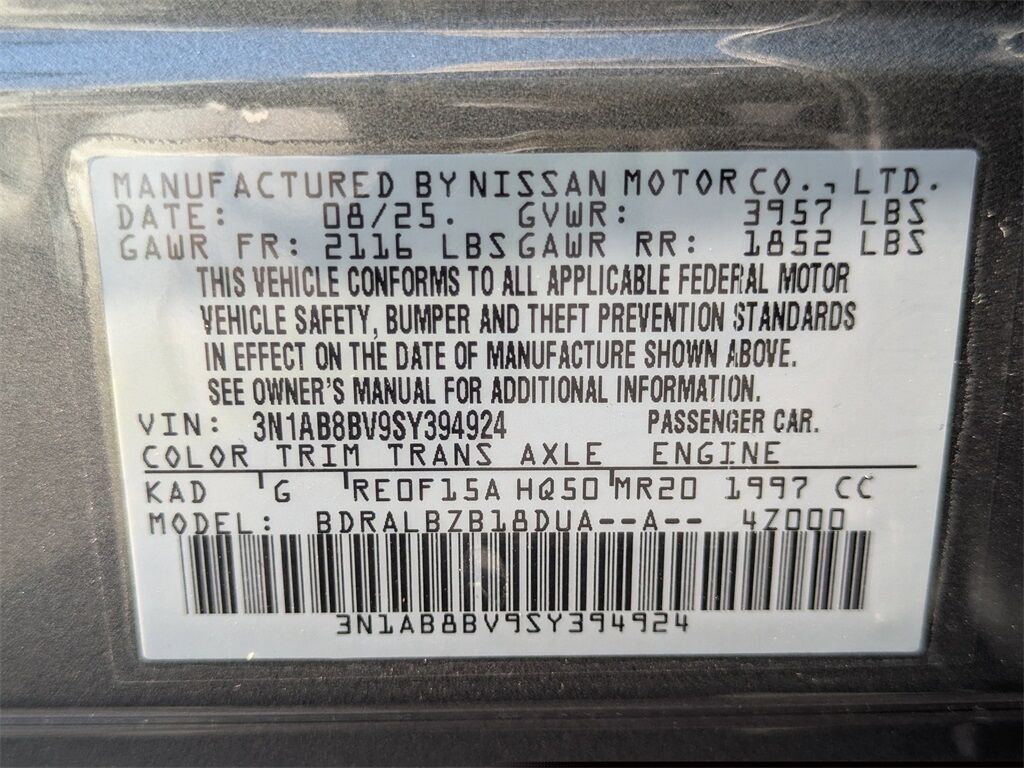 MANUFACTURED BY NISSAN MOTOR CO., LTD.
DATE: 08/25. GVWR: 3957 LBS
GAWR FR: 2116 LBS GAWR RR: 1852 LBS
THIS VEHICLE CONFORMS TO ALL APPLICABLE FEDERAL MOTOR
VEHICLE SAFETY, BUMPER AND THEFT PREVENTION STANDARDS
IN EFFECT ON THE DATE OF MANUFACTURE SHOWN ABOVE.
SEE OWNER'S MANUAL FOR ADDITIONAL INFORMATION.
VIN: 3N1AB8BV9SY394924 PASSENGER CAR.
COLOR TRIM TRANS AXLE ENGINE
KAD G RE0F15A HQ50 MR20 1997 CC
MODEL: BDRALBZB18DUA--A-- 4Z000
3N1AB8BV9SY394924